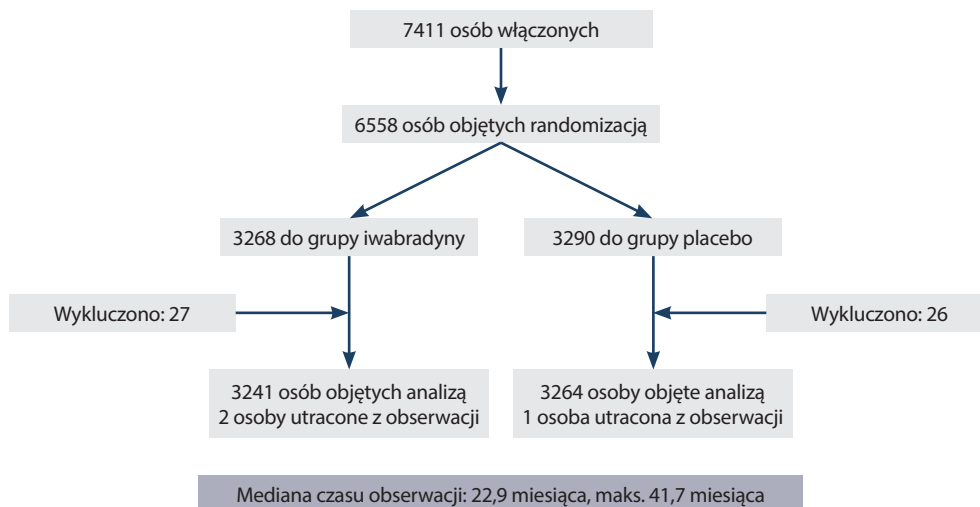 7411 osób włączonych
6558 osób objętych randomizacją
3268 do grupy iwabradyny
3290 do grupy placebo
Wykluczono: 27
Wykluczono: 26
3241 osób objętych analizą
2 osoby utracone z obserwacji
3264 osoby objęte analizą
1 osoba utracona z obserwacji
Mediana czasu obserwacji: 22,9 miesiąca, maks. 41,7 miesiąca